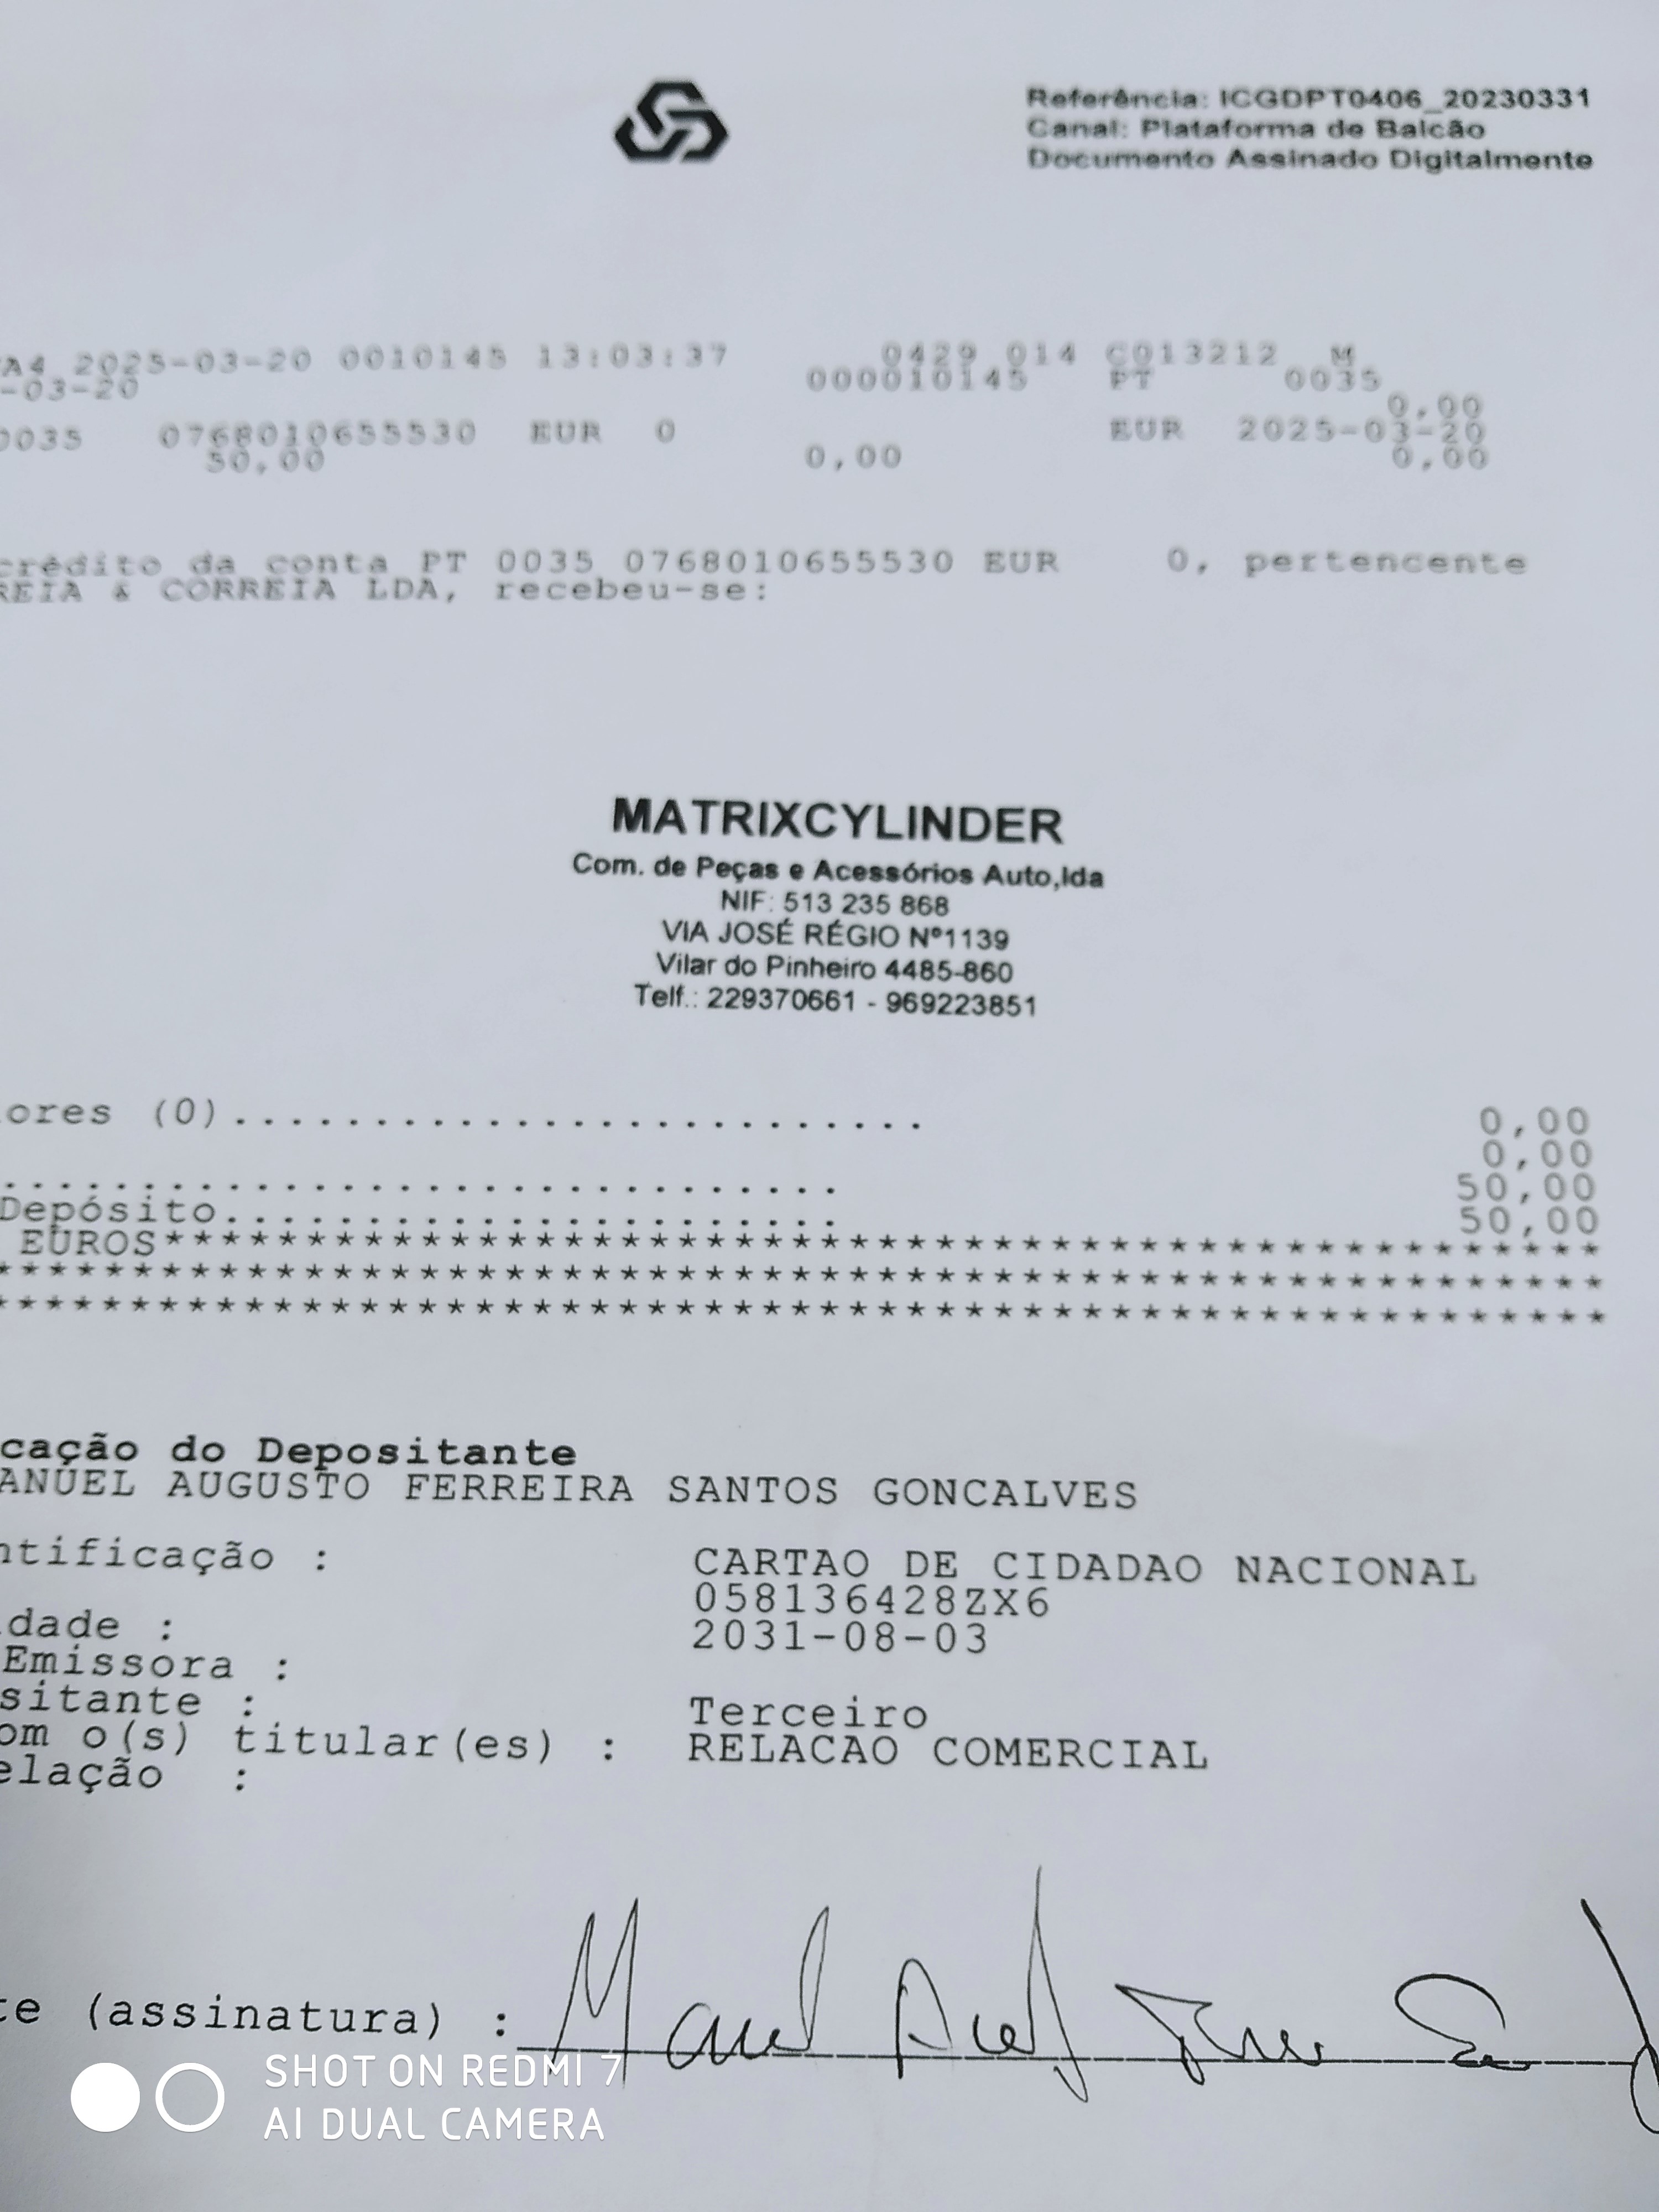 Referência: ICGDPT0406_20230331
Canal: Plataforma de Balcão
Documento Assinado Digitalmente
A4 2025-03-20 0010145 13:03:37 0429 014 C013212 M
-03-20 000010145 PT 0035
0,00
0035 0768010655530 EUR 0 EUR 2025-03-20
50,00 0,00 0,00
crédito da conta PT 0035 0768010655530 EUR 0, pertencente
REIA & CORREIA LDA, recebeu-se:
MATRIXCYLINDER
Com. de Peças e Acessórios Auto,lda
NIF: 513 235 868
VIA JOSÉ RÉGIO Nº1139
Vilar do Pinheiro 4485-860
Telf.: 229370661 - 969223851
ores (0)......................... 0,00
0,00
............................. 50,00
Depósito...................... 50,00
EUROS**************************************************
*********************************************************
*********************************************************
cação do Depositante
ANUEL AUGUSTO FERREIRA SANTOS GONCALVES
ntificação : CARTAO DE CIDADAO NACIONAL
058136428ZX6
dade : 2031-08-03
Emissora :
sitante : Terceiro
om o(s) titular(es) : RELACAO COMERCIAL
elação :
te (assinatura) :
SHOT ON REDMI 7
AI DUAL CAMERA